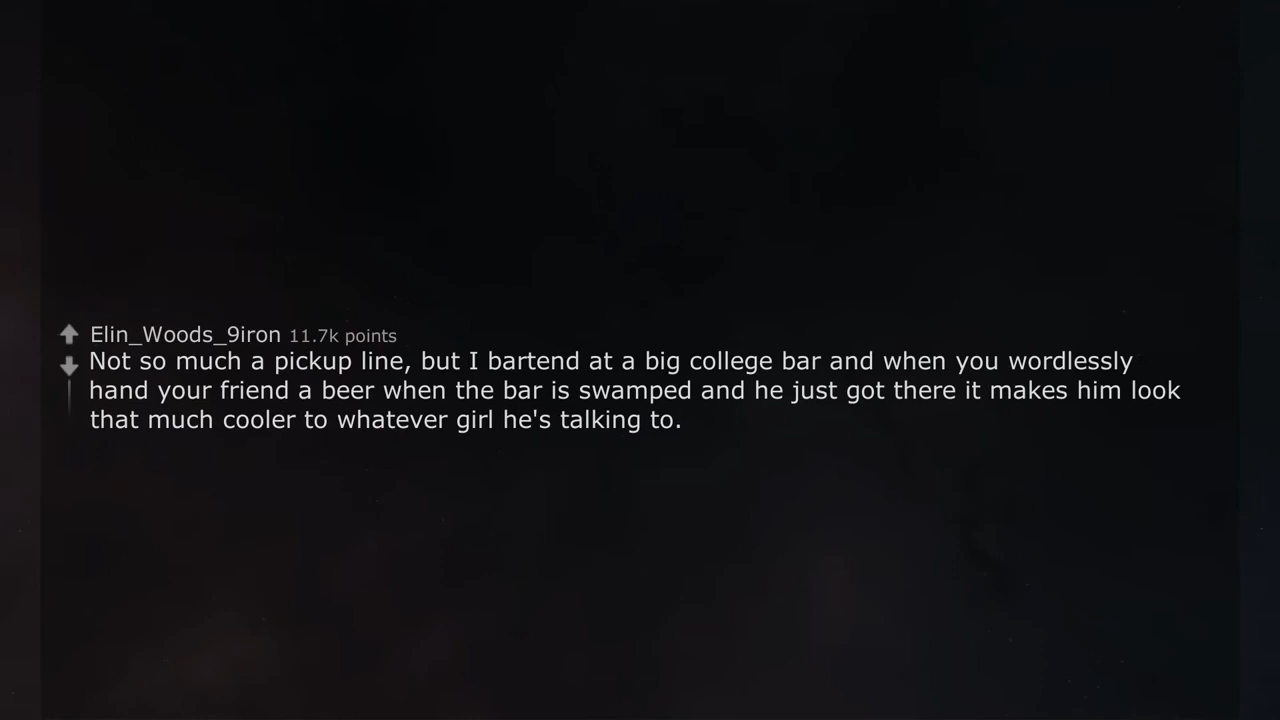 Elin_Woods_9iron 11.7k points
Not so much a pickup line, but I bartend at a big college bar and when you wordlessly
hand your friend a beer when the bar is swamped and he just got there it makes him look
that much cooler to whatever girl he's talking to.